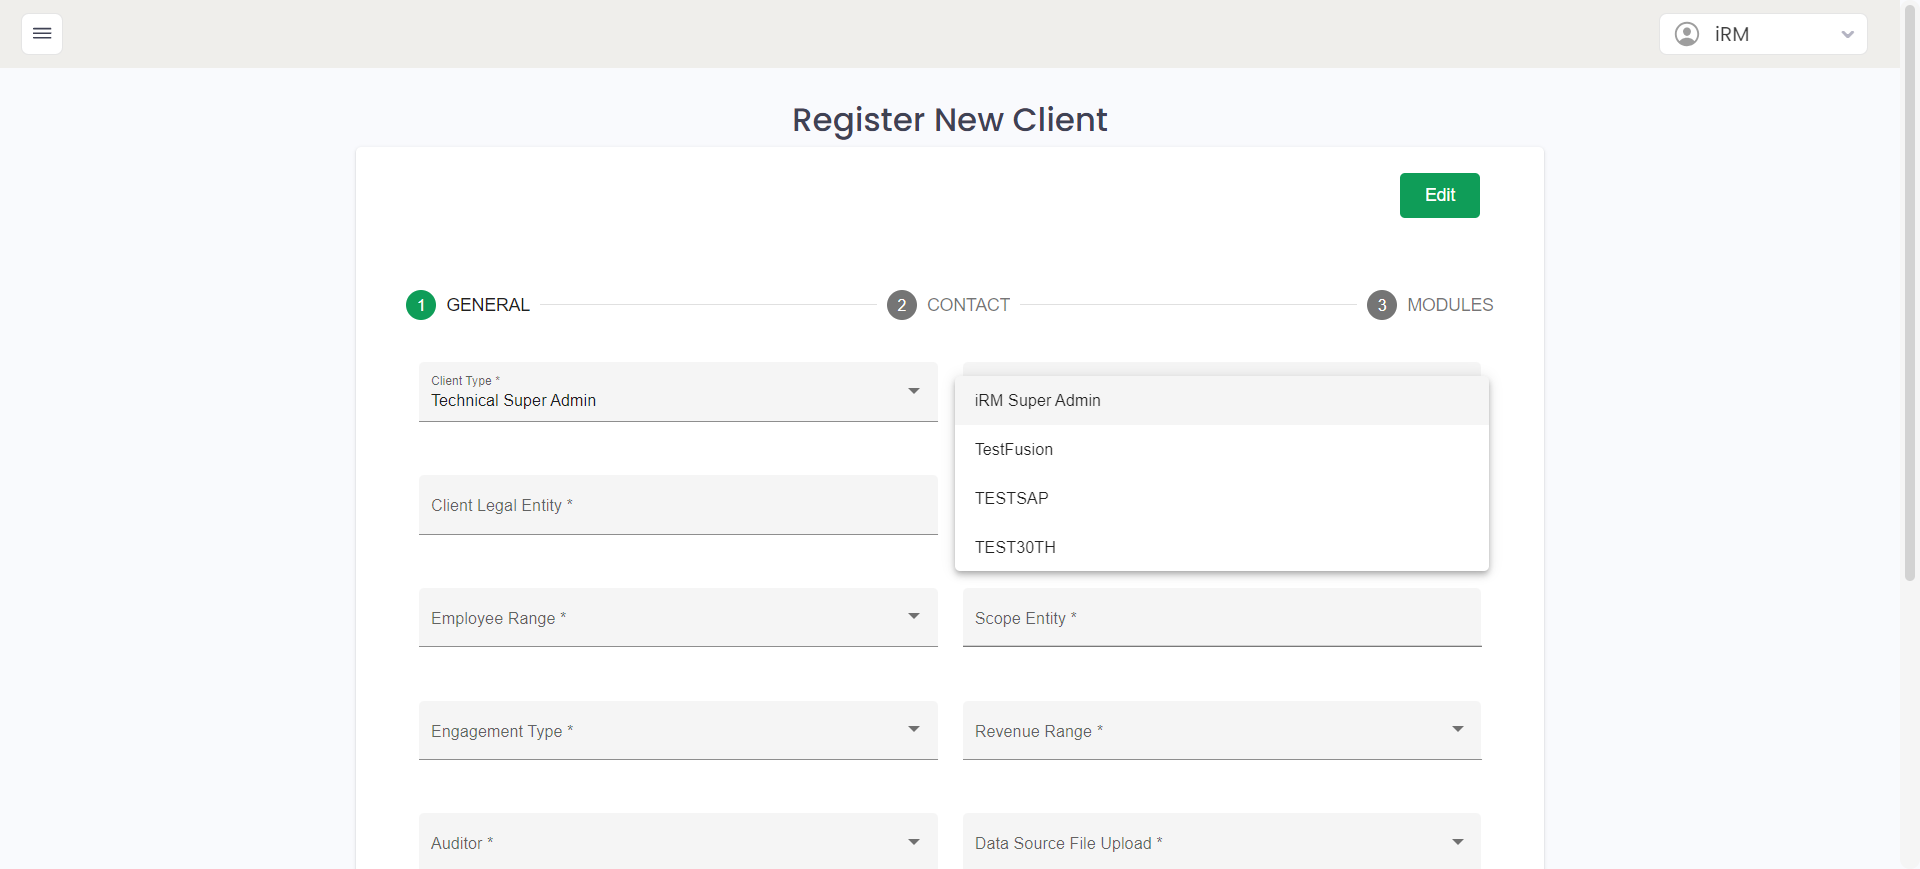 iRM
Register New Client
Edit
1 GENERAL
2 CONTACT
3 MODULES
Client Type *
Technical Super Admin
iRM Super Admin
TestFusion
TESTSAP
TEST30TH
Client Legal Entity *
Employee Range *
Scope Entity *
Engagement Type *
Revenue Range *
Auditor *
Data Source File Upload *